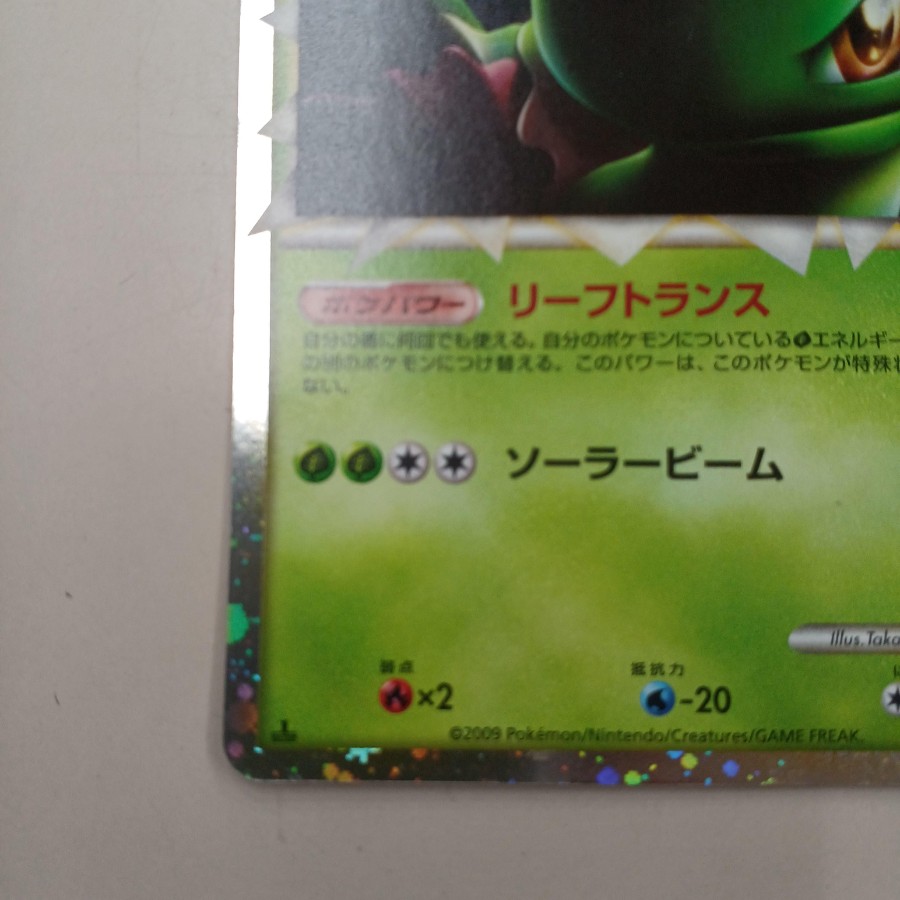 ポケパワー リーフトランス
自分の番に何回でも使える。自分のポケモンについているエネルギー
の別のポケモンにつけ替える。このパワーは、このポケモンが特殊状
ない。
ソーラービーム
Illus. Taka
弱点 抵抗力
×2 -20
©2009 Pokémon/Nintendo/Creatures/GAME FREAK.